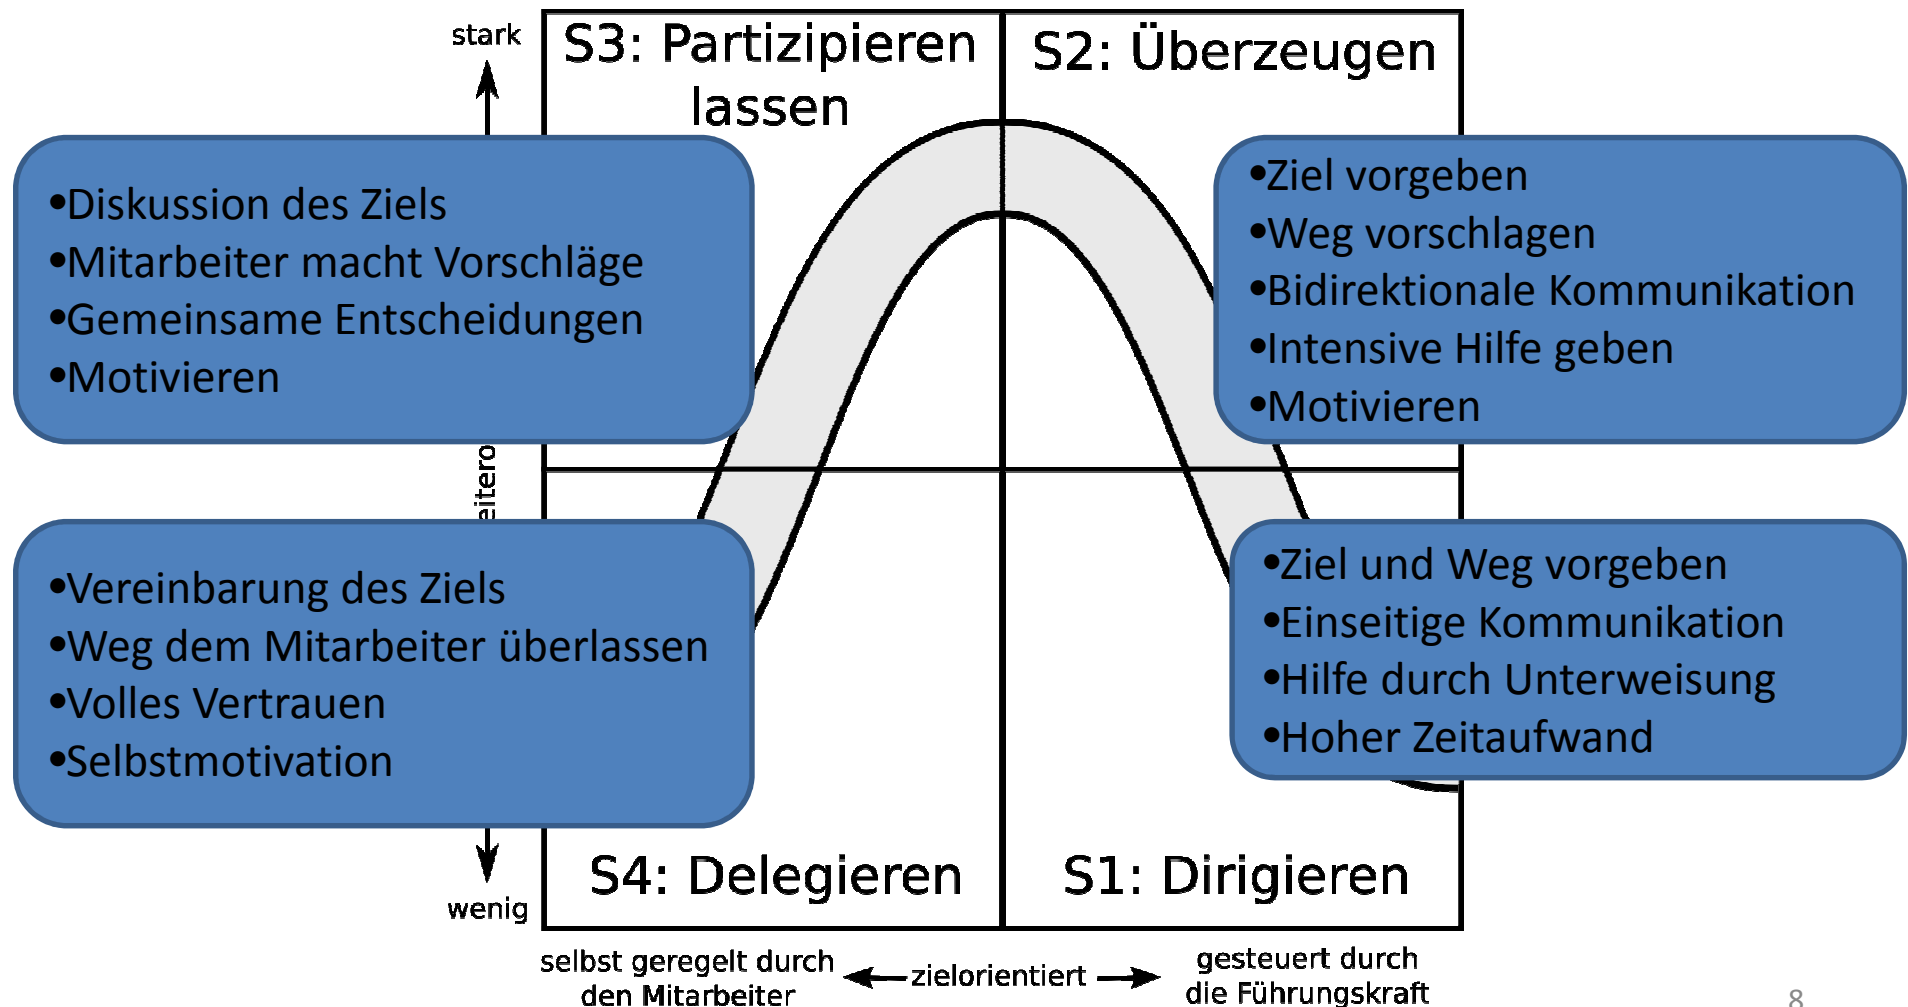 stark
S3: Partizipieren
lassen
S2: Überzeugen
•Diskussion des Ziels
•Mitarbeiter macht Vorschläge
•Gemeinsame Entscheidungen
•Motivieren
•Ziel vorgeben
•Weg vorschlagen
•Bidirektionale Kommunikation
•Intensive Hilfe geben
•Motivieren
•Vereinbarung des Ziels
•Weg dem Mitarbeiter überlassen
•Volles Vertrauen
•Selbstmotivation
•Ziel und Weg vorgeben
•Einseitige Kommunikation
•Hilfe durch Unterweisung
•Hoher Zeitaufwand
S4: Delegieren
S1: Dirigieren
wenig
selbst geregelt durch
den Mitarbeiter
zielorientiert
gesteuert durch
die Führungskraft
8